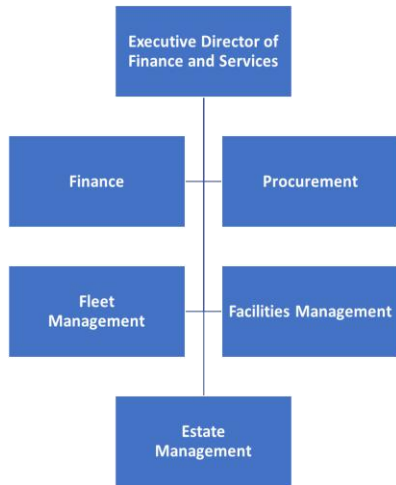 Executive Director of
Finance and Services
Finance
Procurement
Fleet
Management
Facilities Management
Estate
Management